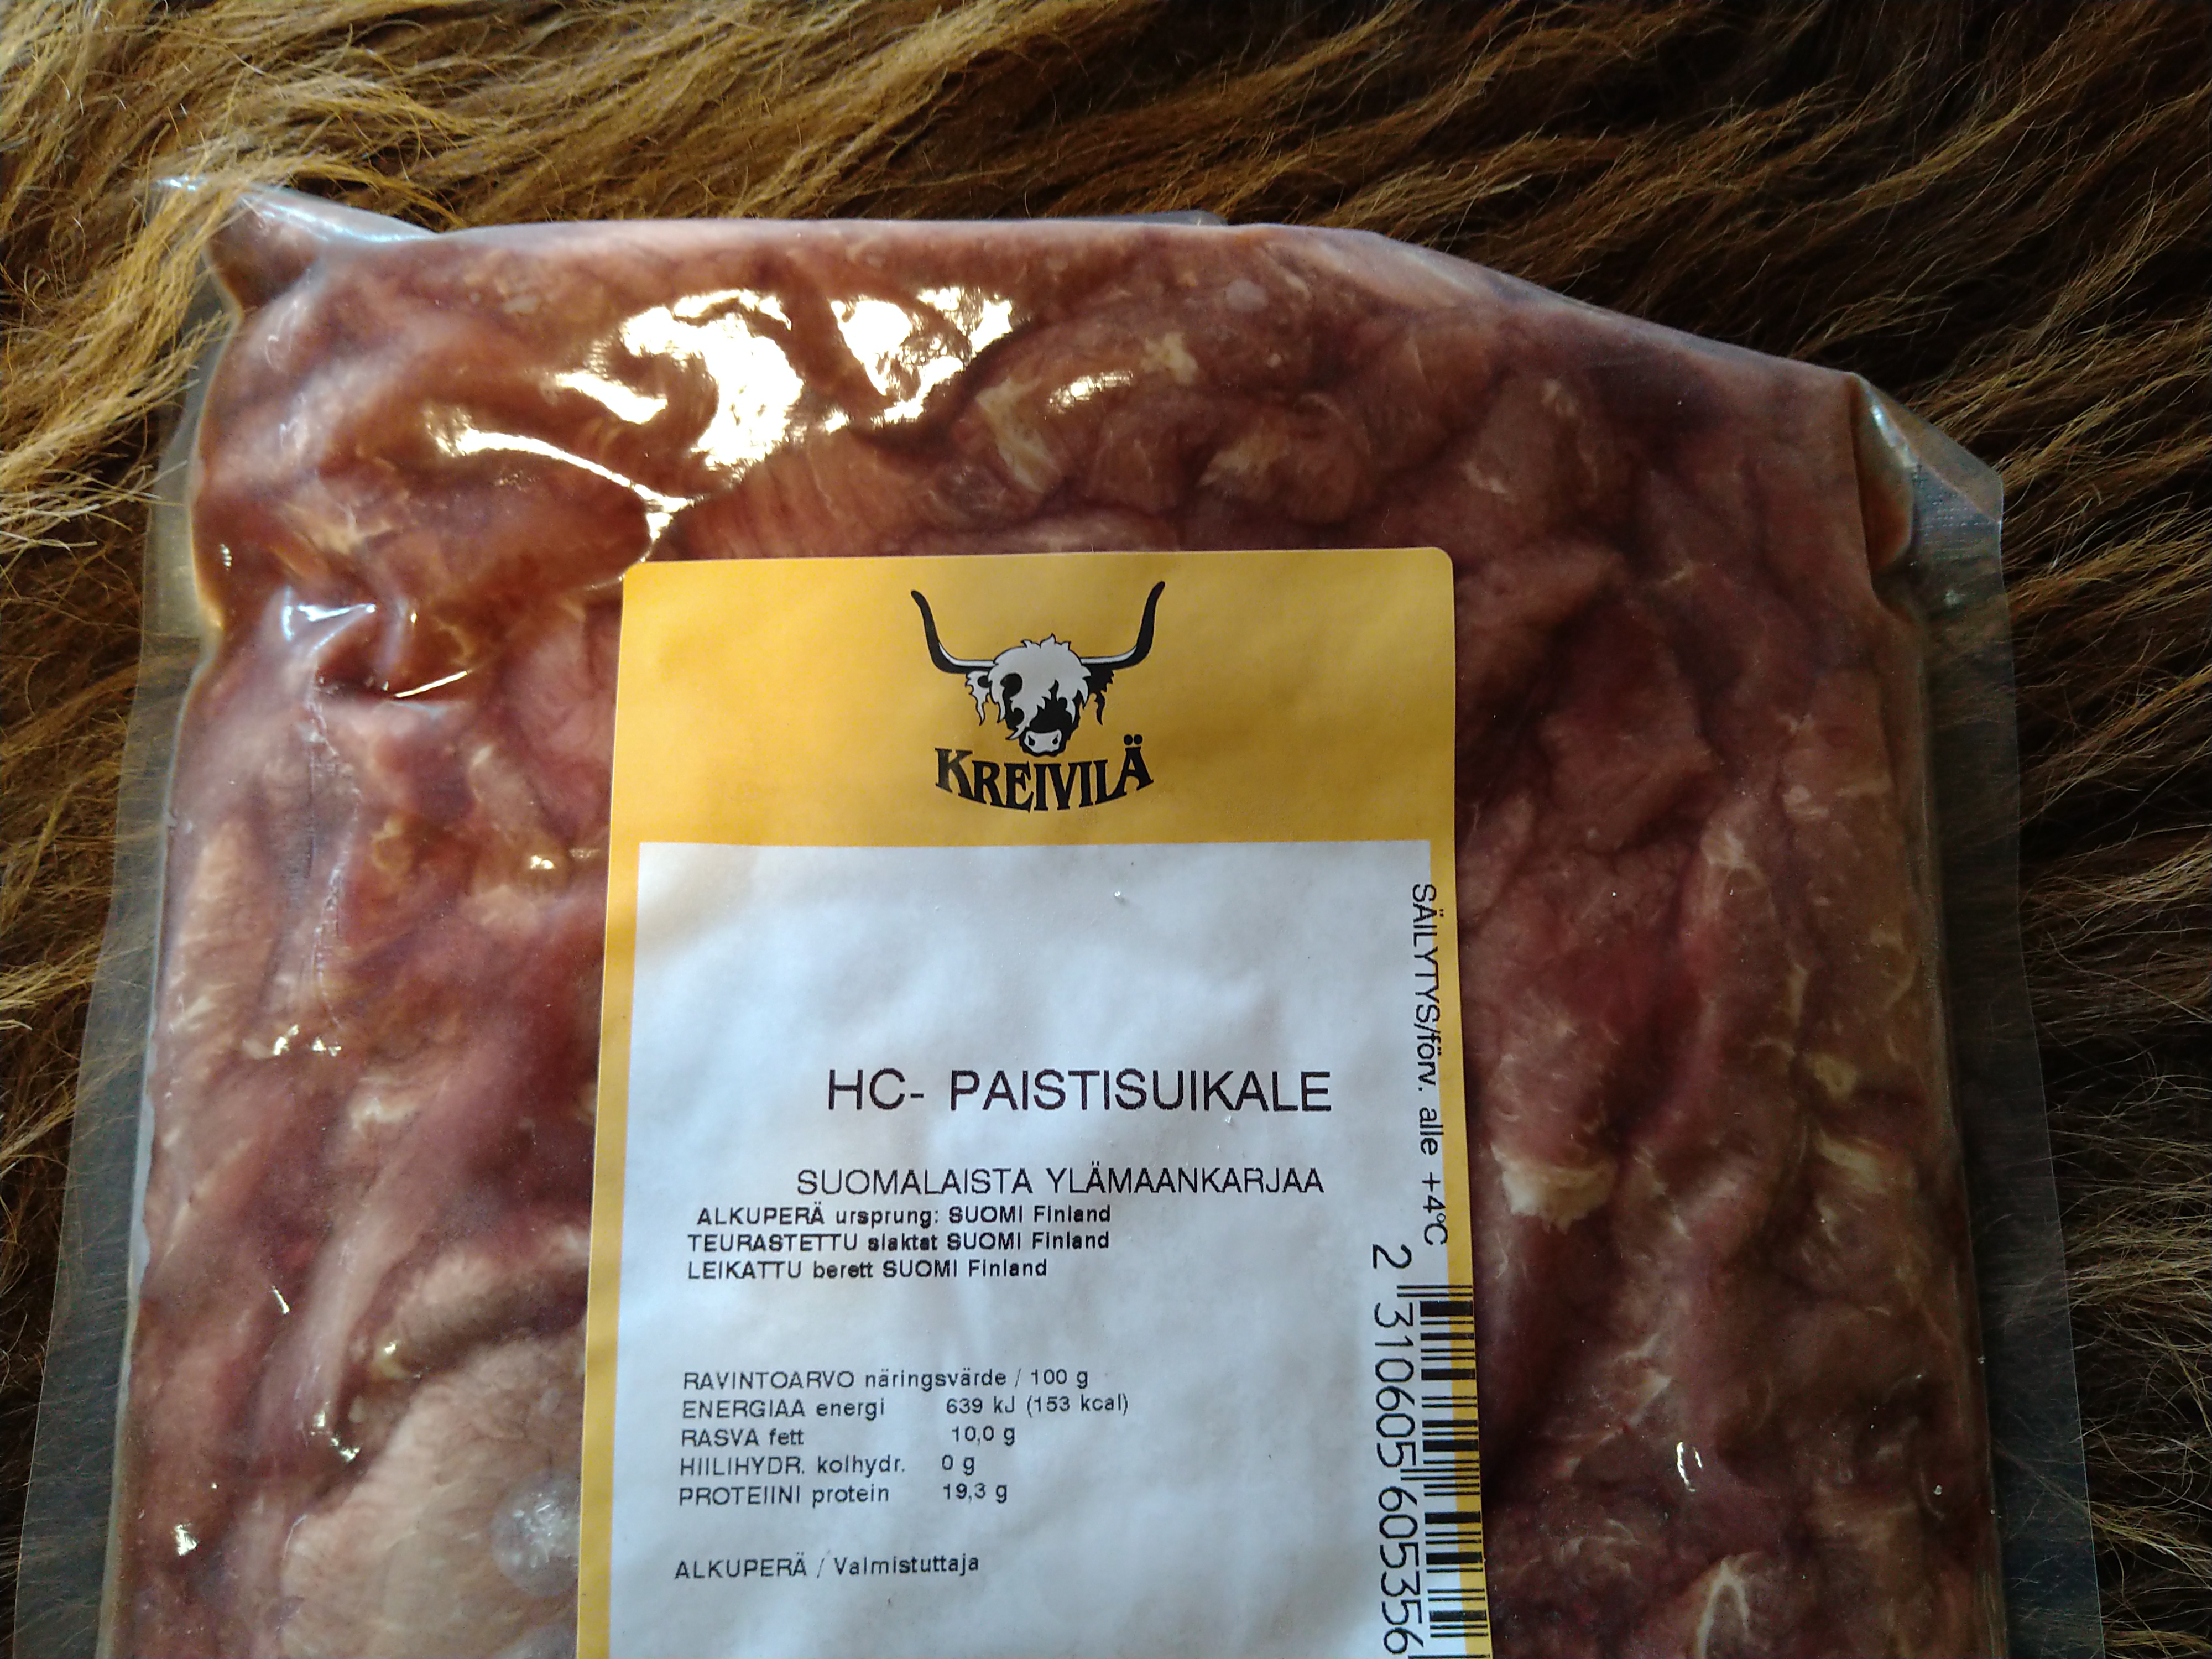 KREIVILÄ
HC- PAISTISUIKALE
SUOMALAISTA YLÄMAANKARJAA
ALKUPERÄ ursprung: SUOMI Finland
TEURASTETTU slaktat SUOMI Finland
LEIKATTU berett SUOMI Finland
RAVINTOARVO näringsvärde / 100 g
ENERGIAA energi 639 kJ (153 kcal)
RASVA fett 10,0 g
HIILIHYDR. kolhydr. 0 g
PROTEIINI protein 19,3 g
ALKUPERÄ / Valmistuttaja
SÄILYTYS/förv. alle +4°C
2 310605 605356